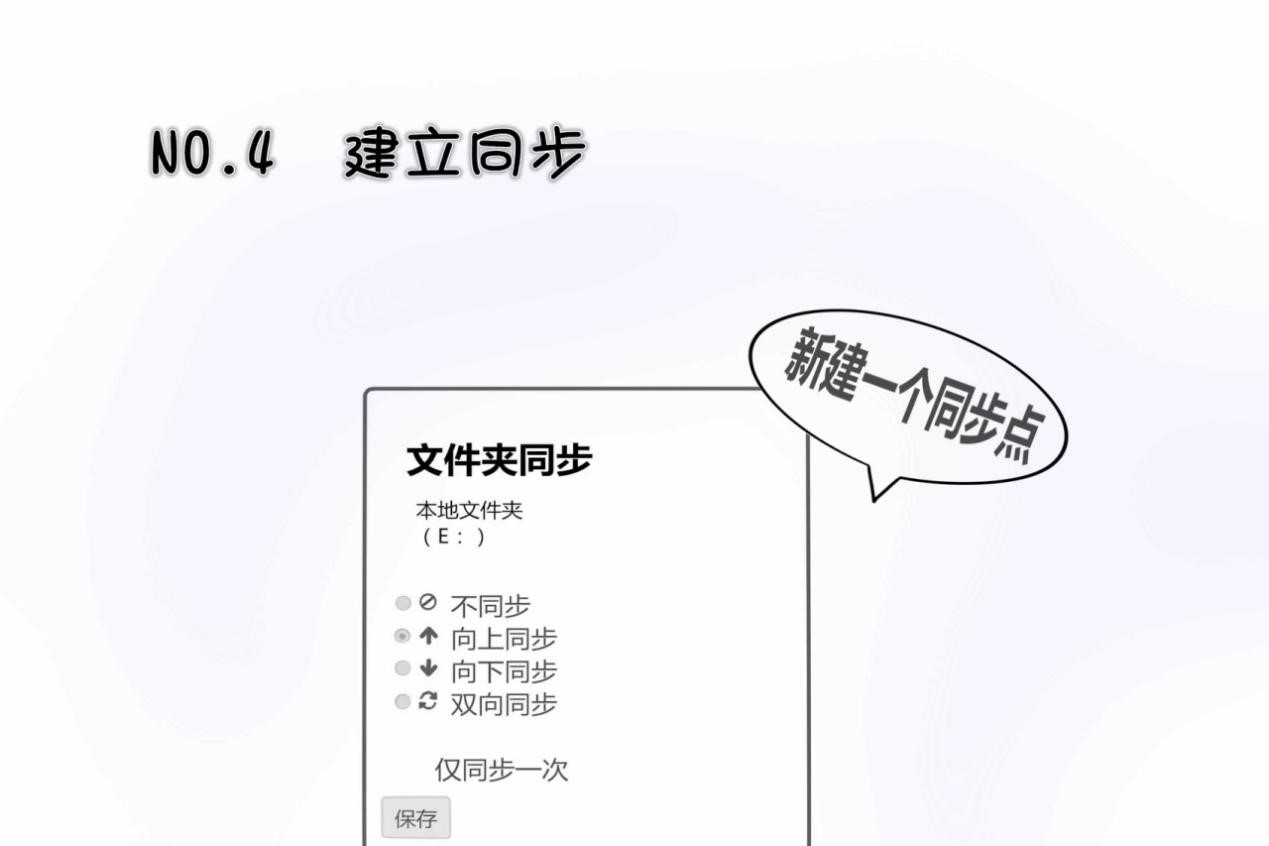 NO.4 建立同步
新建一个同步点
文件夹同步
本地文件夹
（E：）
不同步
向上同步
向下同步
双向同步
仅同步一次
保存